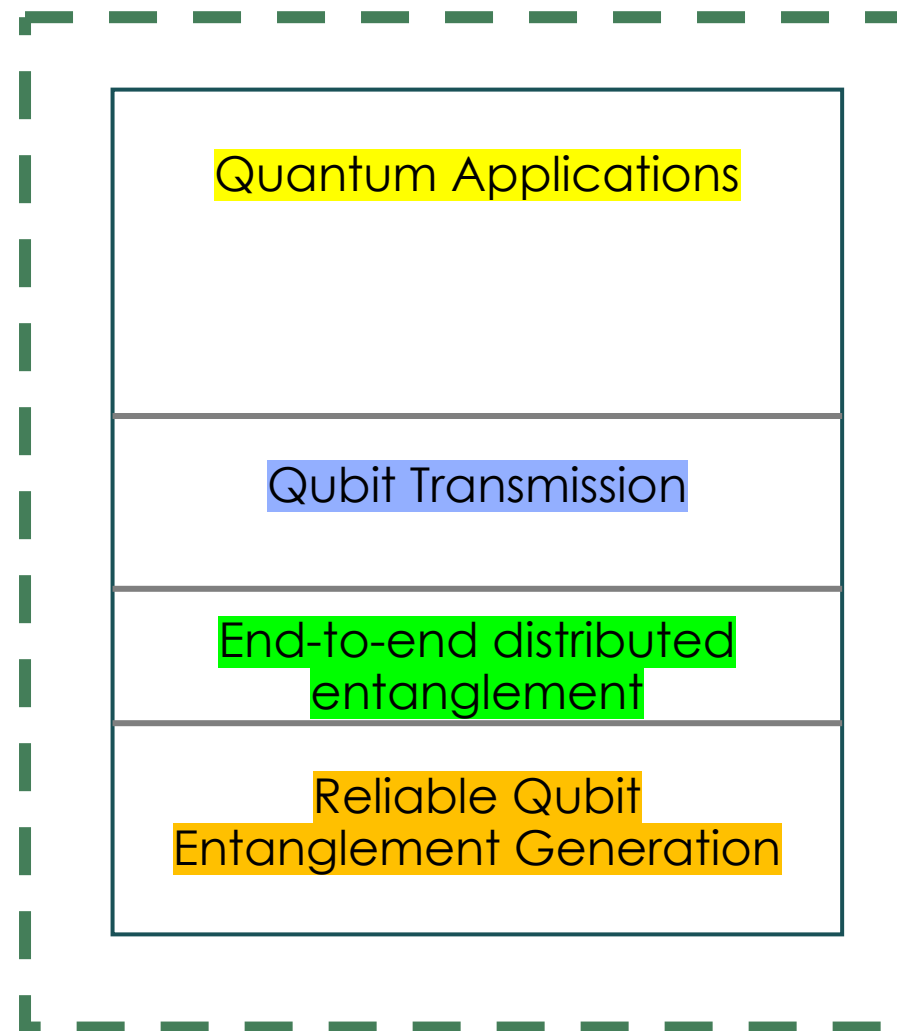 Quantum Applications
Qubit Transmission
End-to-end distributed
entanglement
Reliable Qubit
Entanglement Generation